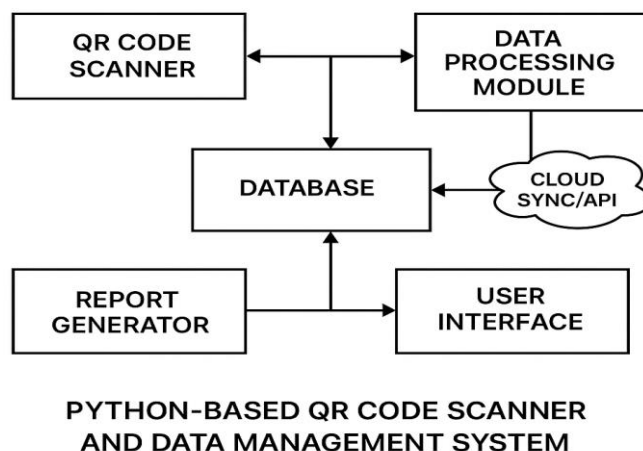 QR CODE
SCANNER
DATA
PROCESSING
MODULE
DATABASE
CLOUD
SYNC/API
REPORT
GENERATOR
USER
INTERFACE
PYTHON-BASED QR CODE SCANNER
AND DATA MANAGEMENT SYSTEM